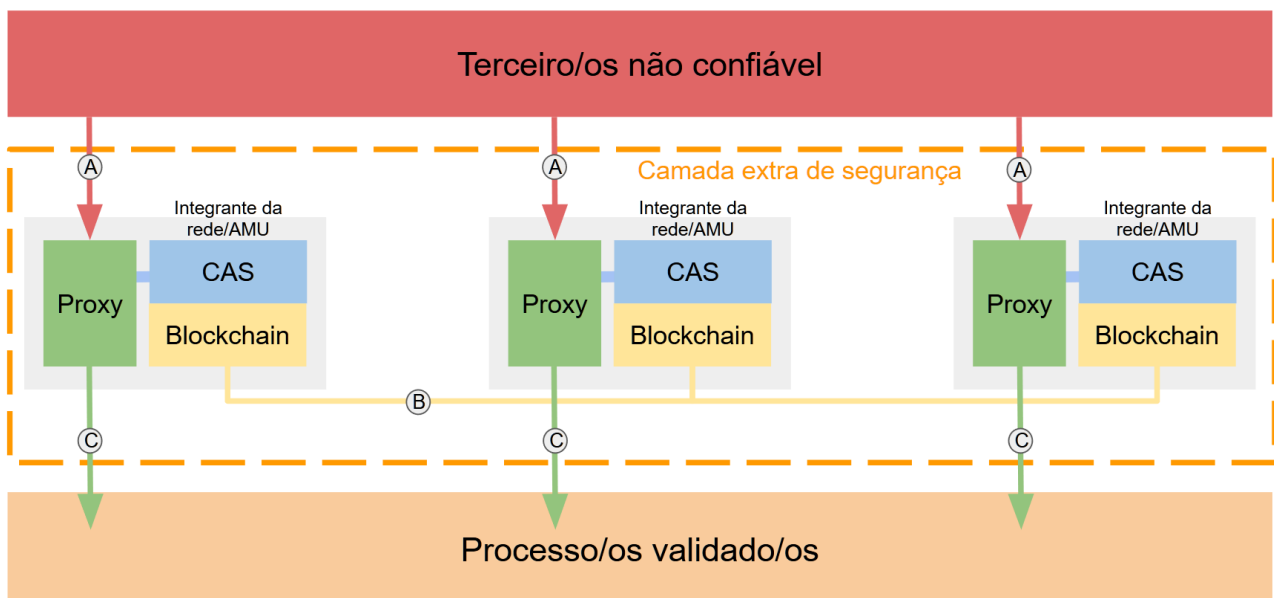 Terceiro/os não confiável
A
A
A
Camada extra de segurança
Integrante da
rede/AMU
Integrante da
rede/AMU
Integrante da
rede/AMU
Proxy
CAS
Blockchain
Proxy
CAS
Blockchain
Proxy
CAS
Blockchain
B
C
C
C
Processo/os validado/os